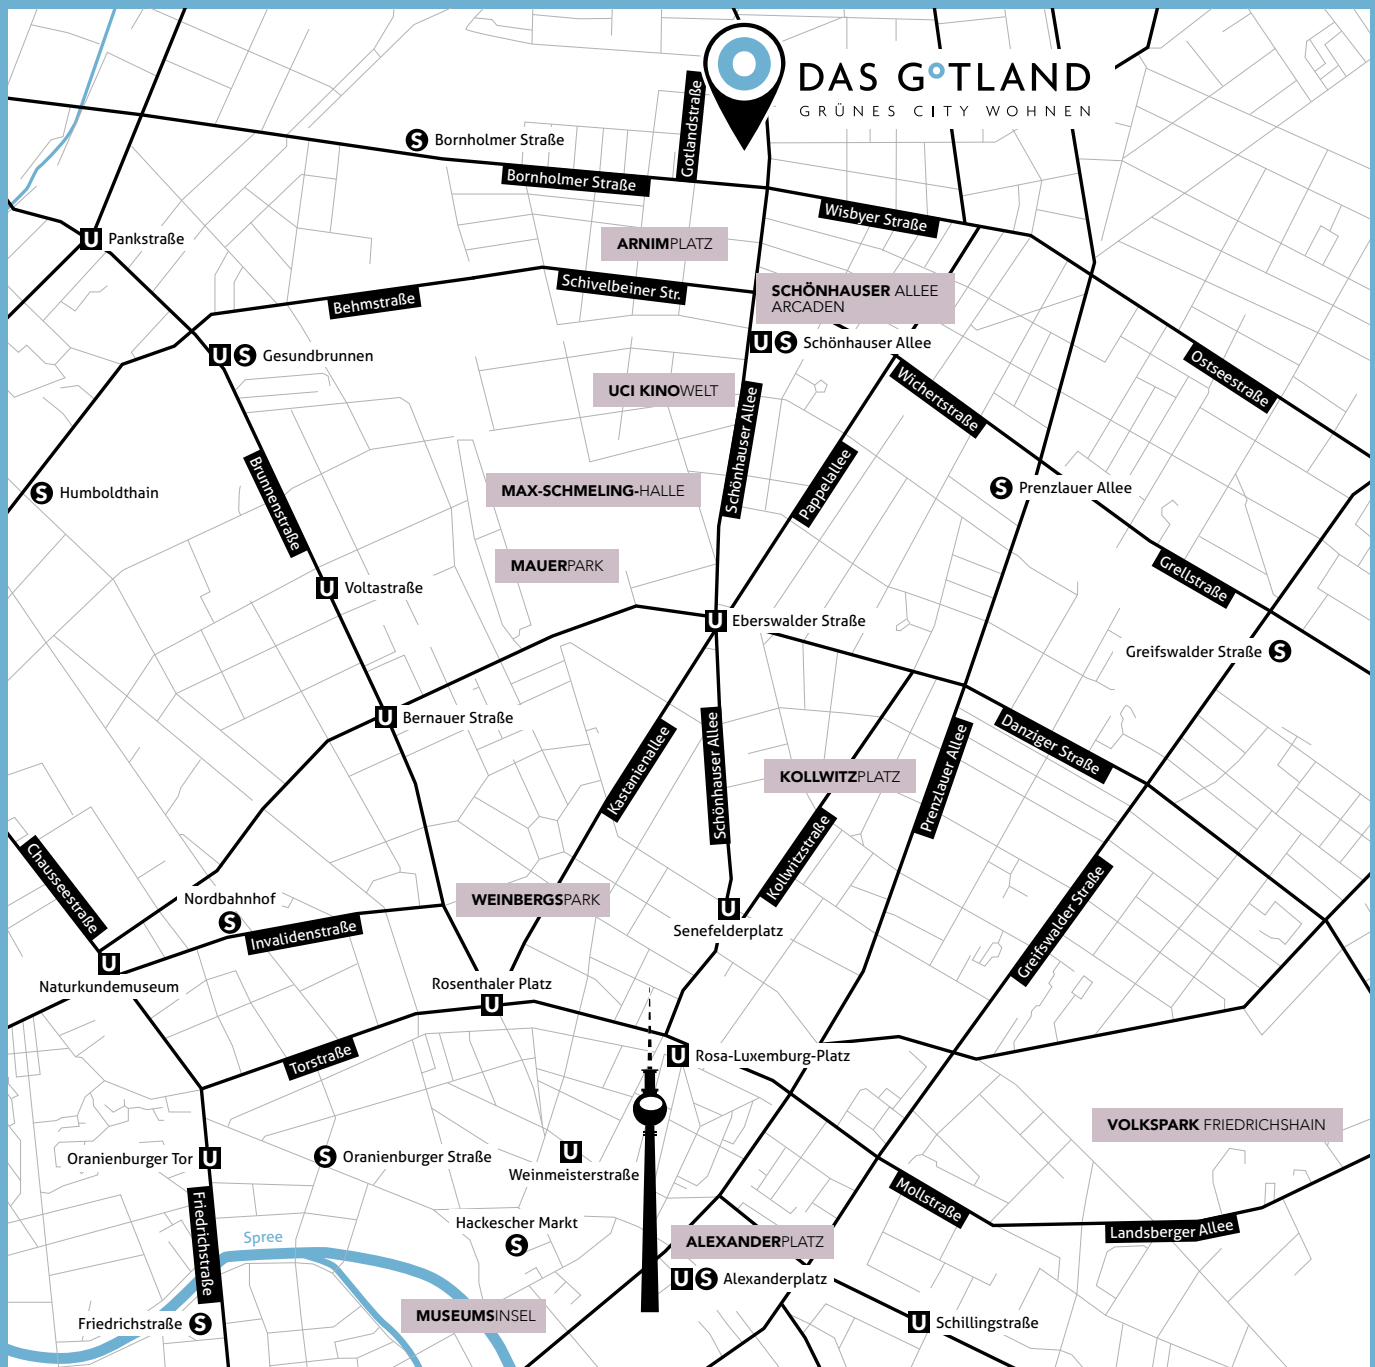 DAS GOTLAND
GRÜNES CITY WOHNEN
Gotlandstraße
S Bornholmer Straße
Bornholmer Straße
Wisbyer Straße
U Pankstraße
ARNIMPLATZ
Schivelbeiner Str.
Behmstraße
SCHÖNHAUSER ALLEE
ARCADEN
U S Schönhauser Allee
U S Gesundbrunnen
Ostseestraße
UCI KINOWELT
Wichertstraße
Schönhauser Allee
Pappelallee
S Humboldthain
Brunnenstraße
MAX-SCHMELING-HALLE
S Prenzlauer Allee
MAUERPARK
Grellstraße
U Voltastraße
U Eberswalder Straße
Greifswalder Straße S
U Bernauer Straße
Kastanienallee
Schönhauser Allee
KOLLWITZPLATZ
Prenzlauer Allee
Danziger Straße
Kollwitzstraße
Chausseestraße
Nordbahnhof
S
Invalidenstraße
WEINBERGSPARK
U
Senefelderplatz
Greifswalder Straße
U
Naturkundemuseum
Rosenthaler Platz
U
Torstraße
U Rosa-Luxemburg-Platz
VOLKSPARK FRIEDRICHSHAIN
Oranienburger Tor U
S Oranienburger Straße
U
Weinmeisterstraße
Friedrichstraße
Mollstraße
Landsberger Allee
Hackescher Markt
S
Spree
ALEXANDERPLATZ
U S Alexanderplatz
MUSEUMSINSEL
Friedrichstraße S
U Schillingstraße